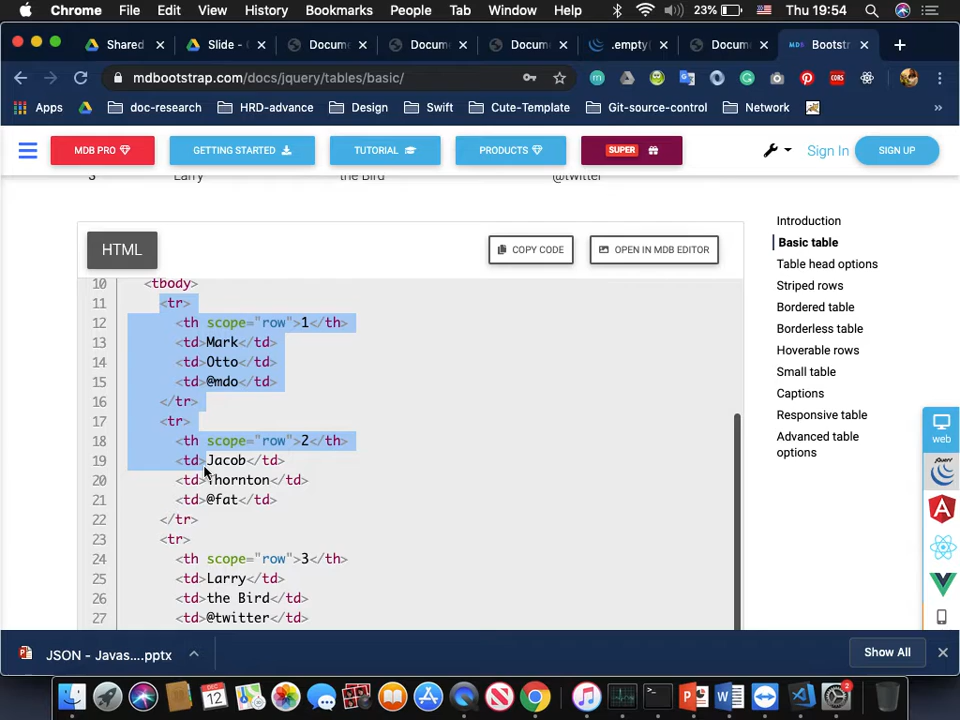 Chrome File Edit View History Bookmarks People Tab Window Help 23% Thu 19:54
Shared Slide - Docume Docume Docume .empty( Docume Bootstr
mdbootstrap.com/docs/jquery/tables/basic/
Apps doc-research HRD-advance Design Swift Cute-Template Git-source-control Network »
MDB PRO GETTING STARTED TUTORIAL PRODUCTS SUPER Sign In SIGN UP
3 Larry the Bird @twitter
HTML COPY CODE OPEN IN MDB EDITOR
10 <tbody>
11 <tr>
12 <th scope="row">1</th>
13 <td>Mark</td>
14 <td>Otto</td>
15 <td>@mdo</td>
16 </tr>
17 <tr>
18 <th scope="row">2</th>
19 <td>Jacob</td>
20 <td>Thornton</td>
21 <td>@fat</td>
22 </tr>
23 <tr>
24 <th scope="row">3</th>
25 <td>Larry</td>
26 <td>the Bird</td>
27 <td>@twitter</td>
Introduction
Basic table
Table head options
Striped rows
Bordered table
Borderless table
Hoverable rows
Small table
Captions
Responsive table
Advanced table
options
web
JSON - Javas....pptx Show All
DEC
12
2